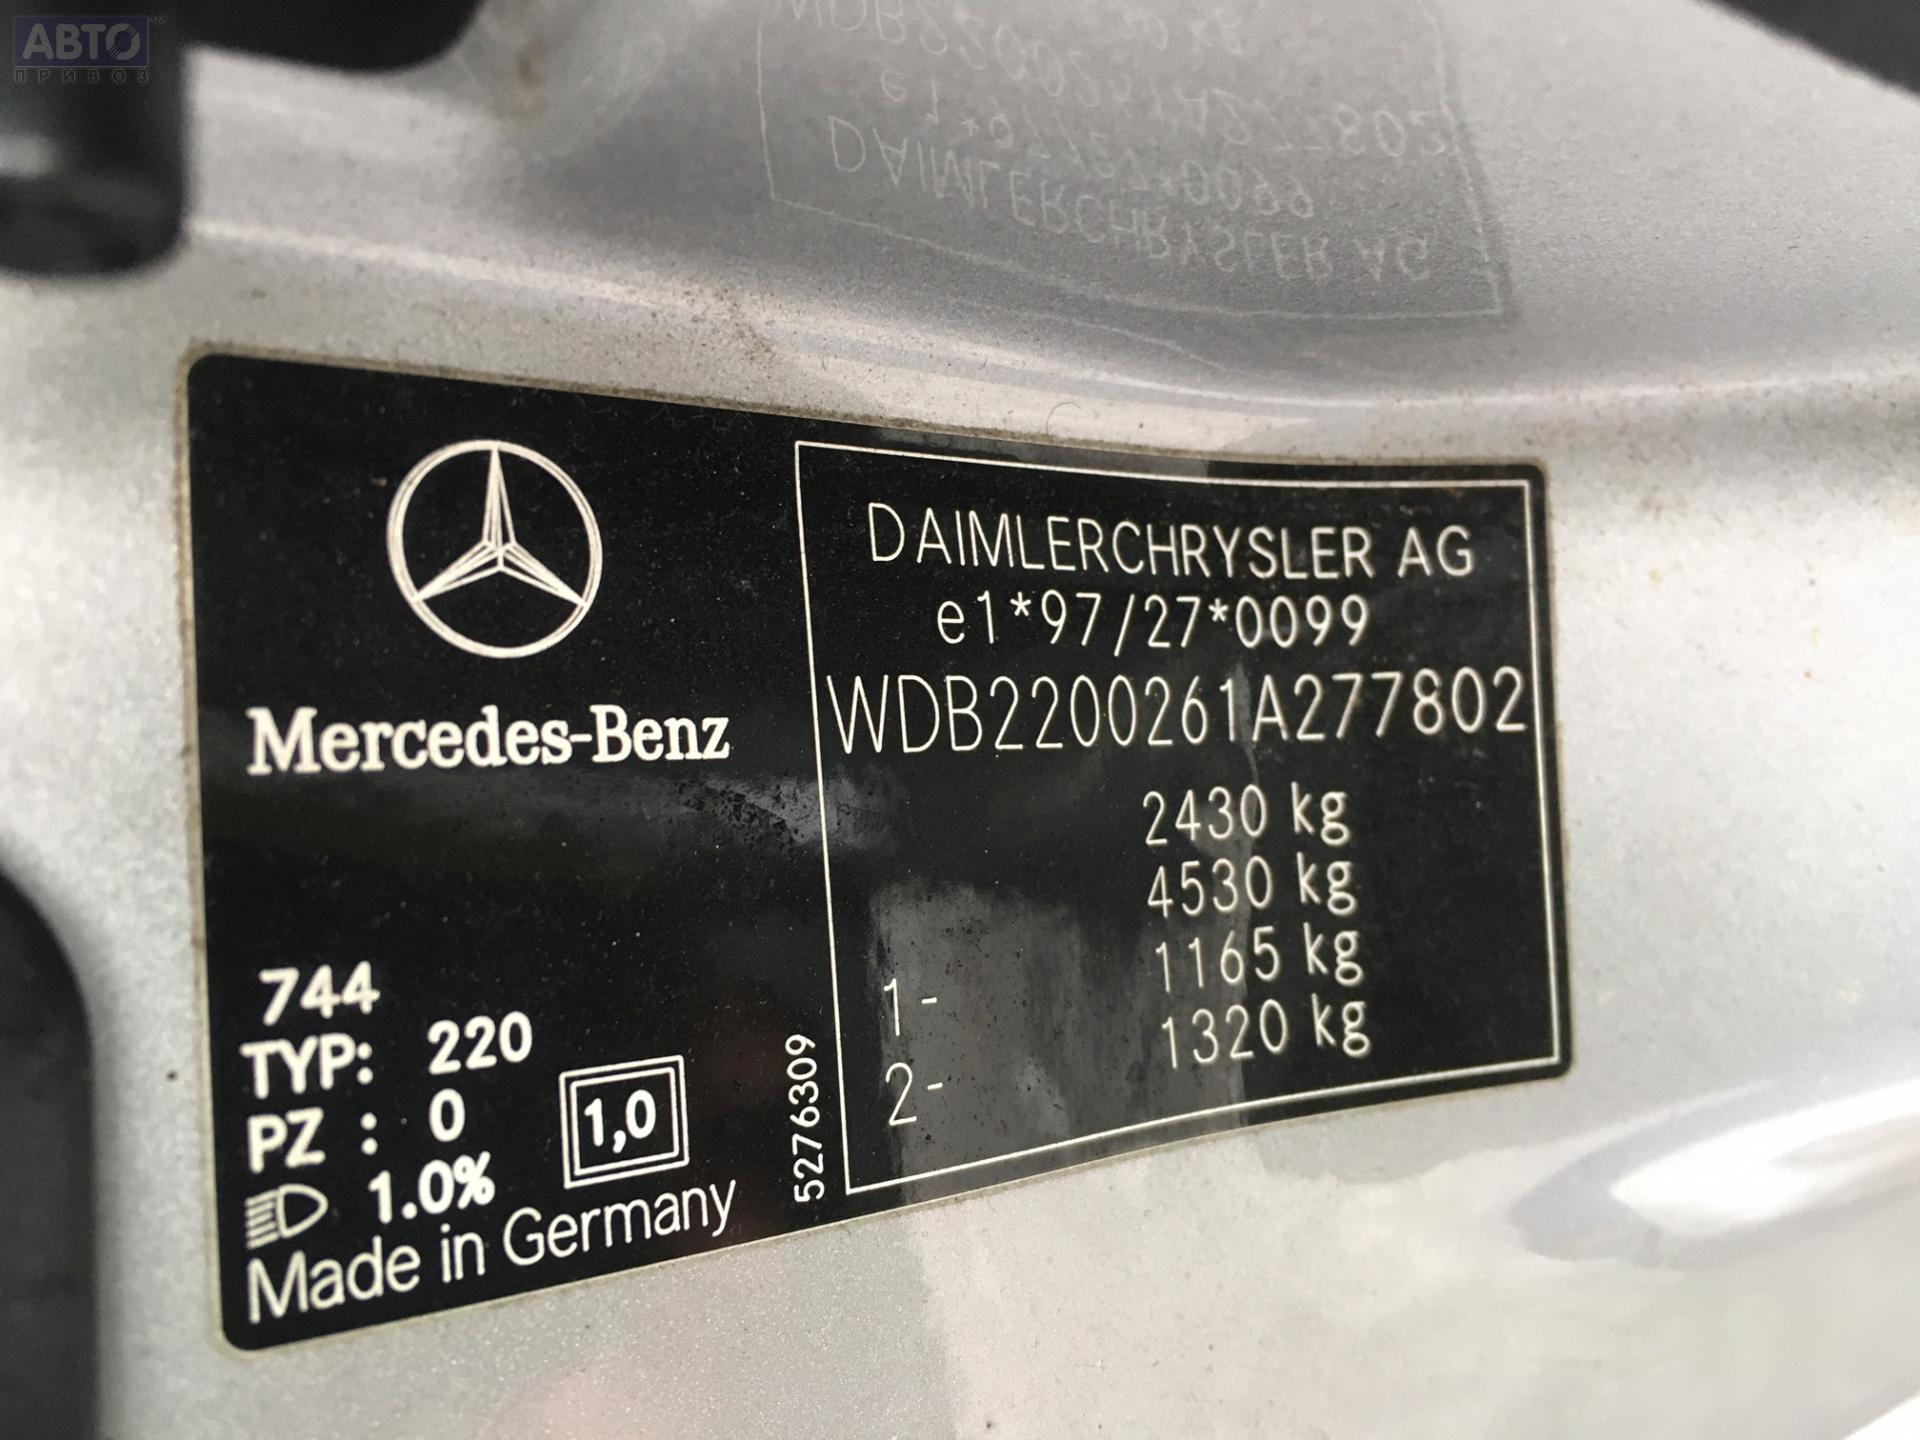 АВТО
ПРИВОЗ
Mercedes-Benz
744
TYP: 220
PZ : 0
1.0%
1,0
Made in Germany
5276309
DAIMLERCHRYSLER AG
e1*97/27*0099
WDB2200261A277802
2430 kg
4530 kg
1- 1165 kg
2- 1320 kg